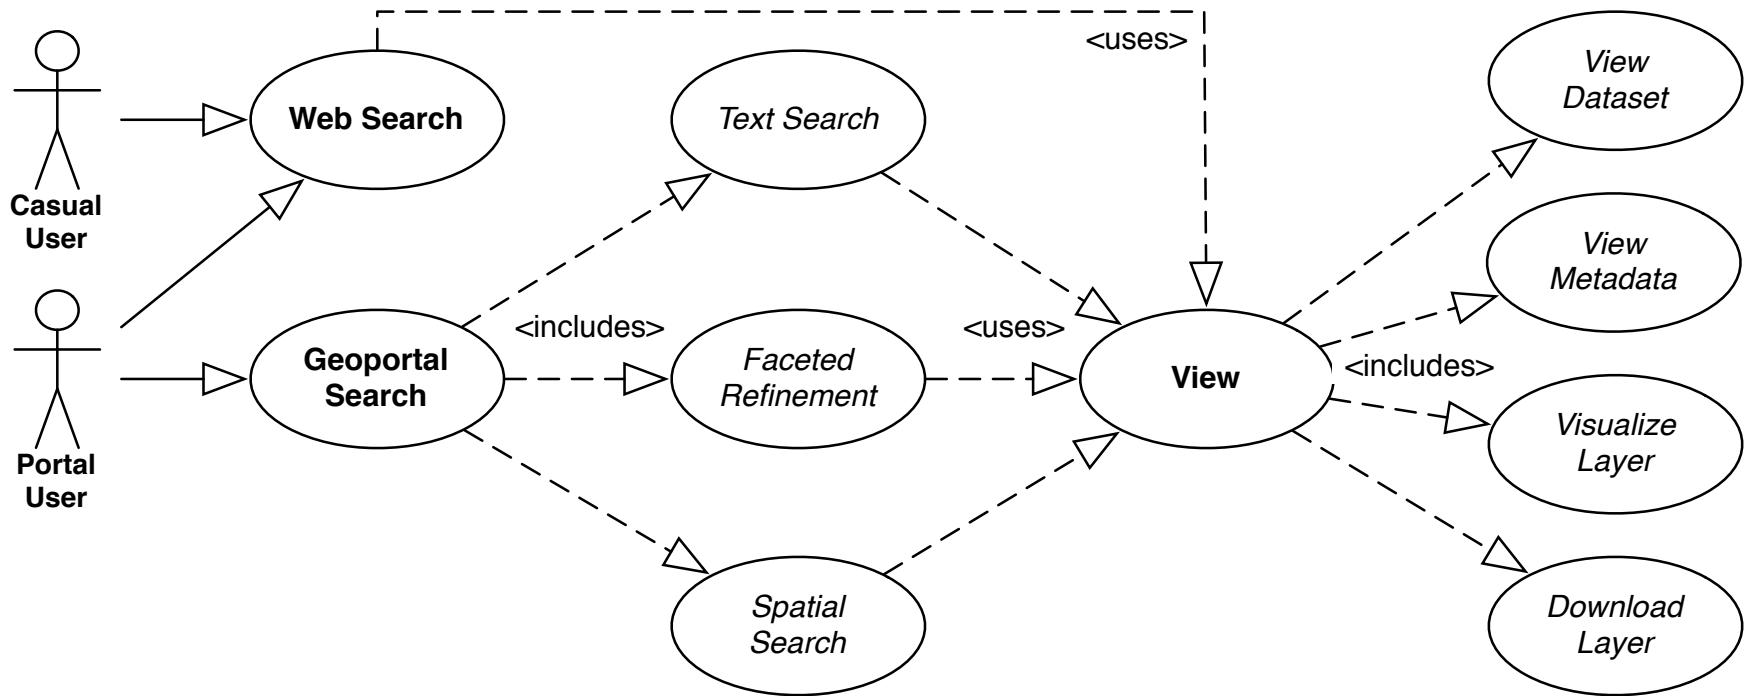 <uses>
Web Search
Text Search
View
Dataset
Casual
User
View
Metadata
<includes>
<uses>
Geoportal
Search
Faceted
Refinement
View
<includes>
Visualize
Layer
Portal
User
Spatial
Search
Download
Layer